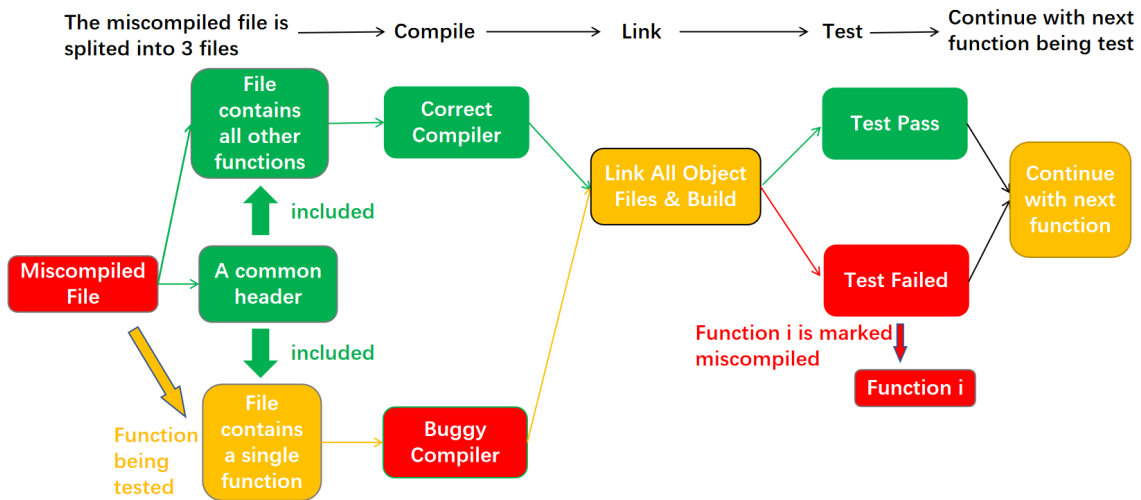 The miscompiled file is
splited into 3 files
Compile
Link
Test
Continue with next
function being test
File
contains
all other
functions
Correct
Compiler
Test Pass
Link All Object
Files & Build
Continue
with next
function
included
Miscompiled
File
A common
header
Test Failed
included
Function i is marked
miscompiled
Function i
Function
being
tested
File
contains
a single
function
Buggy
Compiler